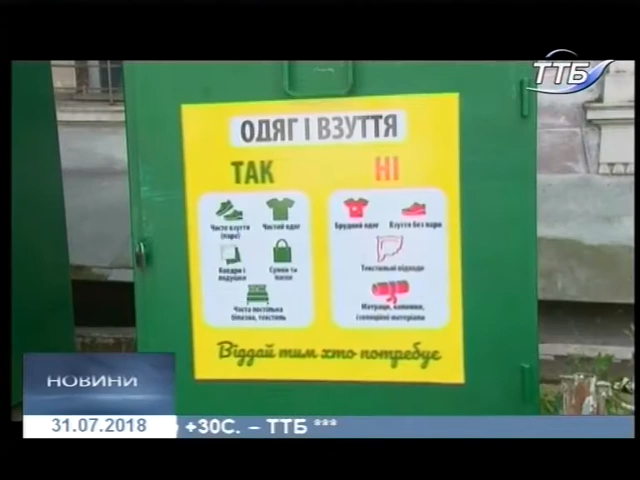 ТТБ
ОДЯГ І ВЗУТТЯ
ТАК
НІ
Чисте взуття
(пара)
Чистий одяг
Брудний одяг
Взуття без пари
Ковдри і
подушки
Сумки та
паски
Текстильні відходи
Чиста постільна
білизна, текстиль
Матраци, килимки,
ізоляційні матеріали
Віддай тим хто потребує
НОВИНИ
31.07.2018
+30С. – ТТБ ***